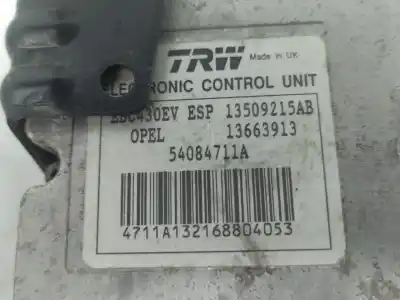 TRW Made in UK
ELECTRONIC CONTROL UNIT
EBC430EV ESP 13509215AB
OPEL 13663913
54084711A
4711A132168804053